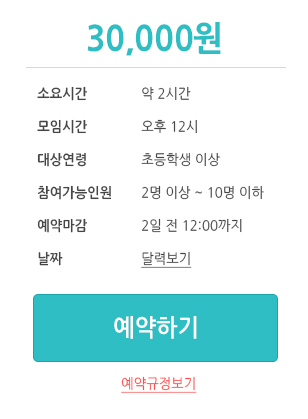 30,000원
소요시간 약 2시간
모임시간 오후 12시
대상연령 초등학생 이상
참여가능인원 2명 이상 ~ 10명 이하
예약마감 2일 전 12:00까지
날짜 달력보기
예약하기
예약규정보기